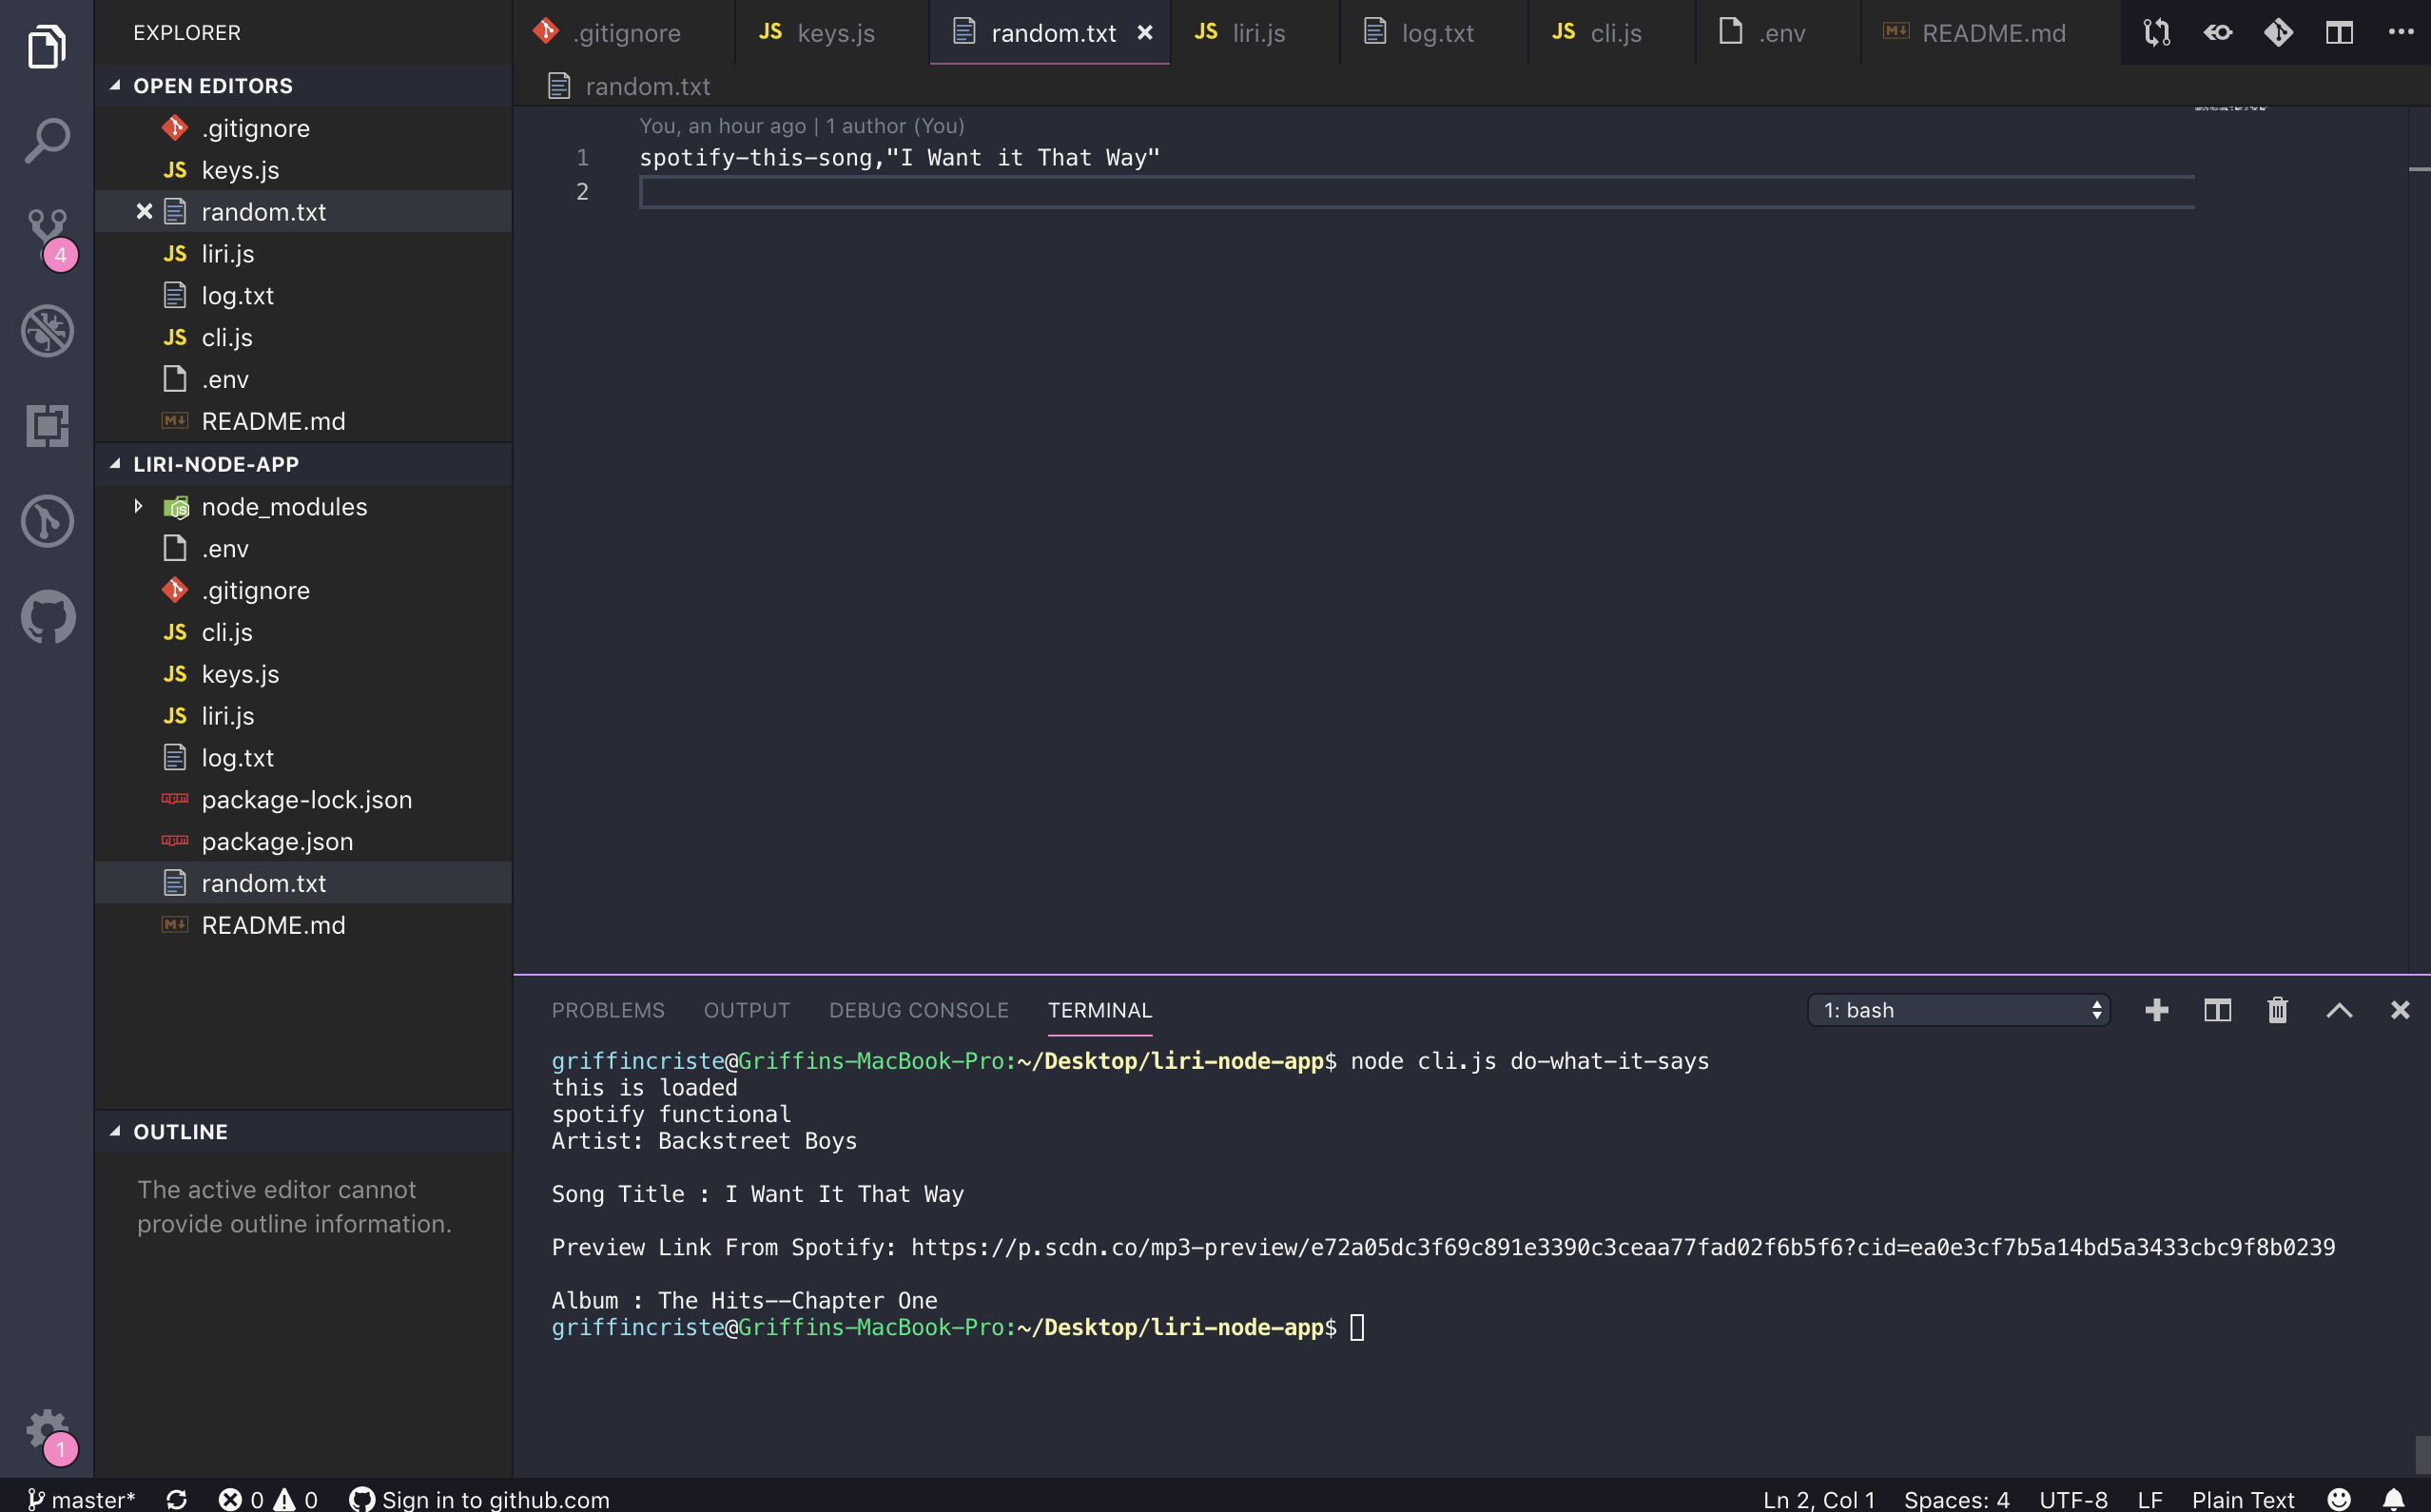 EXPLORER
OPEN EDITORS
.gitignore
JS keys.js
random.txt
JS liri.js
log.txt
JS cli.js
.env
README.md
LIRI-NODE-APP
node_modules
.env
.gitignore
JS cli.js
JS keys.js
JS liri.js
log.txt
package-lock.json
package.json
random.txt
README.md
OUTLINE
The active editor cannot
provide outline information.
4
1
.gitignore JS keys.js random.txt JS liri.js log.txt JS cli.js .env README.md
random.txt
You, an hour ago | 1 author (You)
1 spotify-this-song,"I Want it That Way"
2
PROBLEMS OUTPUT DEBUG CONSOLE TERMINAL 1: bash
griffincriste@Griffins-MacBook-Pro:~/Desktop/liri-node-app$ node cli.js do-what-it-says
this is loaded
spotify functional
Artist: Backstreet Boys
Song Title : I Want It That Way
Preview Link From Spotify: https://p.scdn.co/mp3-preview/e72a05dc3f69c891e3390c3ceaa77fad02f6b5f6?cid=ea0e3cf7b5a14bd5a3433cbc9f8b0239
Album : The Hits--Chapter One
griffincriste@Griffins-MacBook-Pro:~/Desktop/liri-node-app$
master* 0 0 Sign in to github.com Ln 2, Col 1 Spaces: 4 UTF-8 LF Plain Text